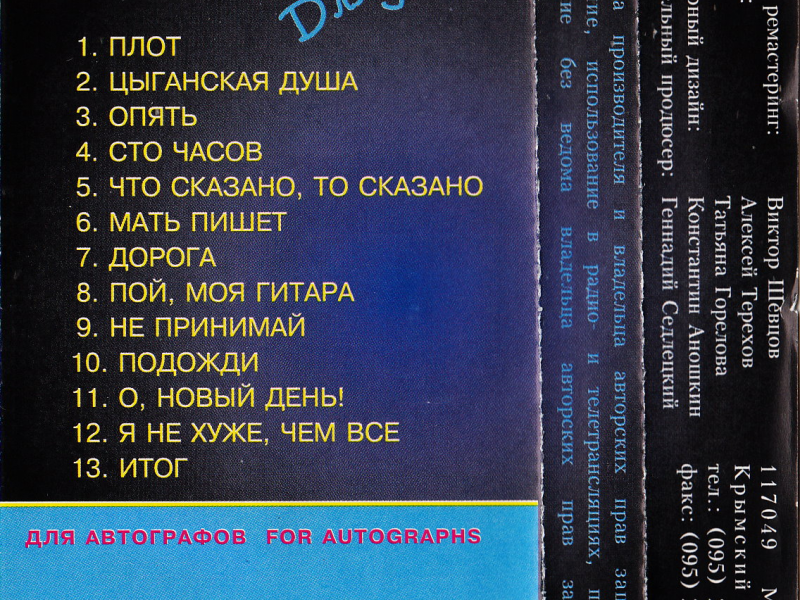 1. ПЛОТ
2. ЦЫГАНСКАЯ ДУША
3. ОПЯТЬ
4. СТО ЧАСОВ
5. ЧТО СКАЗАНО, ТО СКАЗАНО
6. МАТЬ ПИШЕТ
7. ДОРОГА
8. ПОЙ, МОЯ ГИТАРА
9. НЕ ПРИНИМАЙ
10. ПОДОЖДИ
11. О, НОВЫЙ ДЕНЬ!
12. Я НЕ ХУЖЕ, ЧЕМ ВСЕ
13. ИТОГ
ДЛЯ АВТОГРАФОВ FOR AUTOGRAPHS
производителя и владельца авторских прав
использование в радио- и телетрансляциях,
без ведома владельца авторских прав
ремастеринг: Виктор Шевцов
Алексей Терехов
дизайн: Татьяна Горелова
Константин Аношкин
продюсер: Геннадий Седлецкий
117049
Крымский
тел.: (095)
факс: (095)